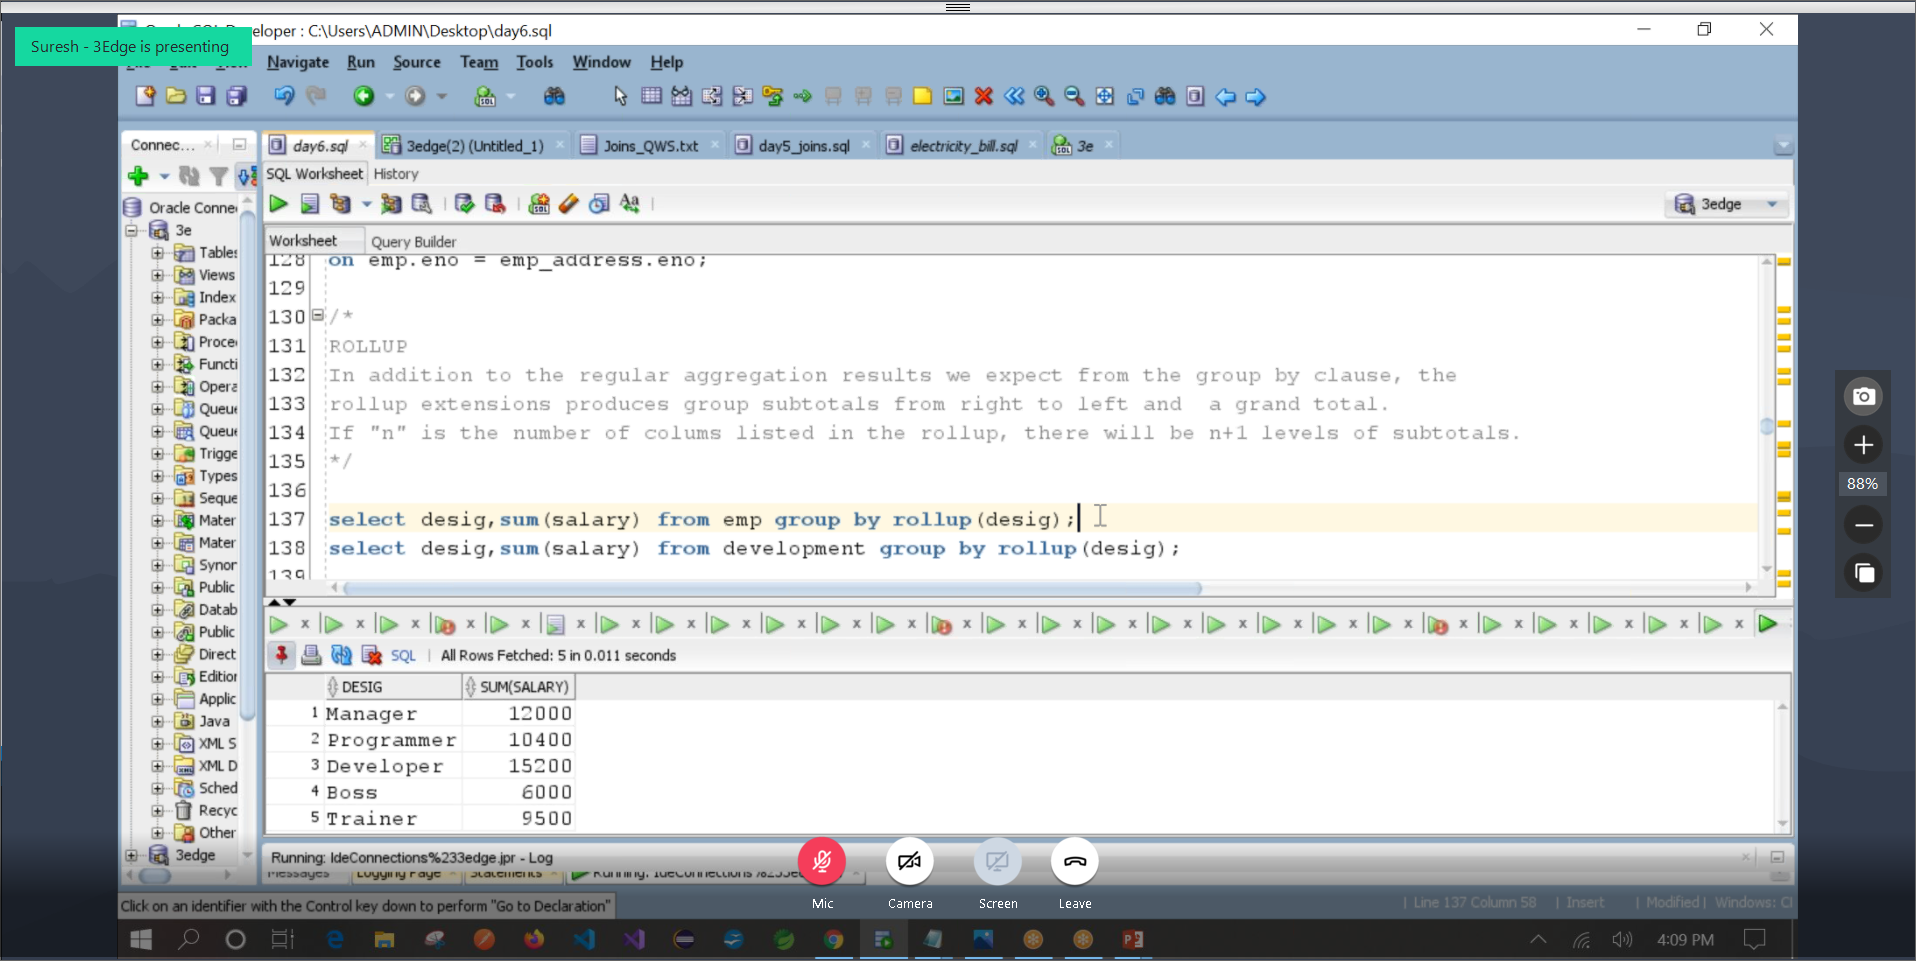 Suresh - 3Edge is presenting
eloper : C:\Users\ADMIN\Desktop\day6.sql
Navigate Run Source Team Tools Window Help
Connec...
day6.sql 3edge(2) (Untitled_1) Joins_QWS.txt day5_joins.sql electricity_bill.sql 3e
SQL Worksheet History
3edge
Worksheet Query Builder
Oracle Conne
3e
Tables
Views
Index
Packa
Proce
Functi
Opera
Queue
Queue
Trigge
Types
Seque
Mater
Mater
Synor
Public
Datab
Public
Direct
Edition
Applic
Java
XML S
XML D
Sched
Recyc
Other
3edge
128 on emp.eno = emp_address.eno;
129
130 /*
131 ROLLUP
132 In addition to the regular aggregation results we expect from the group by clause, the
133 rollup extensions produces group subtotals from right to left and  a grand total.
134 If "n" is the number of colums listed in the rollup, there will be n+1 levels of subtotals.
135 */
136
137 select desig,sum(salary) from emp group by rollup(desig);
138 select desig,sum(salary) from development group by rollup(desig);
139
SQL | All Rows Fetched: 5 in 0.011 seconds
DESIG SUM(SALARY)
1 Manager 12000
2 Programmer 10400
3 Developer 15200
4 Boss 6000
5 Trainer 9500
88%
Running: IdeConnections%233edge.jpr - Log
Messages Logging Page Statements Running: IdeConnections%233e
Mic Camera Screen Leave
Click on an identifier with the Control key down to perform "Go to Declaration"
| Line 137 Column 58 | Insert | Modified | Windows: C
4:09 PM